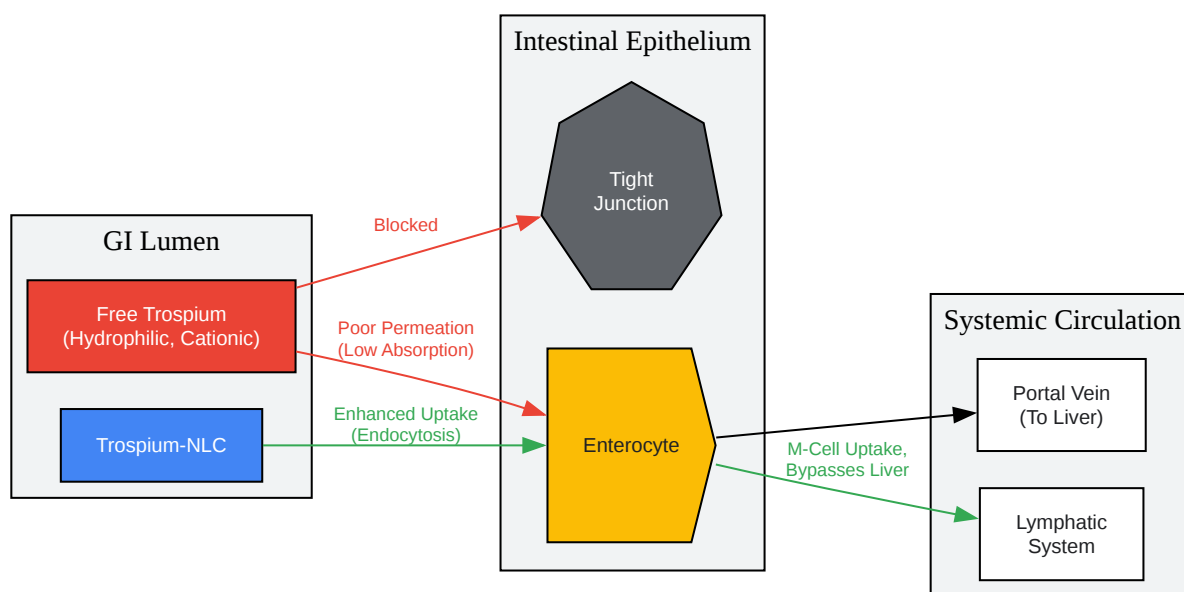 GI Lumen
Free Trospium
(Hydrophilic, Cationic)
Trospium-NLC
Blocked
Poor Permeation
(Low Absorption)
Enhanced Uptake
(Endocytosis)
Intestinal Epithelium
Tight
Junction
Enterocyte
M-Cell Uptake,
Bypasses Liver
Systemic Circulation
Portal Vein
(To Liver)
Lymphatic
System